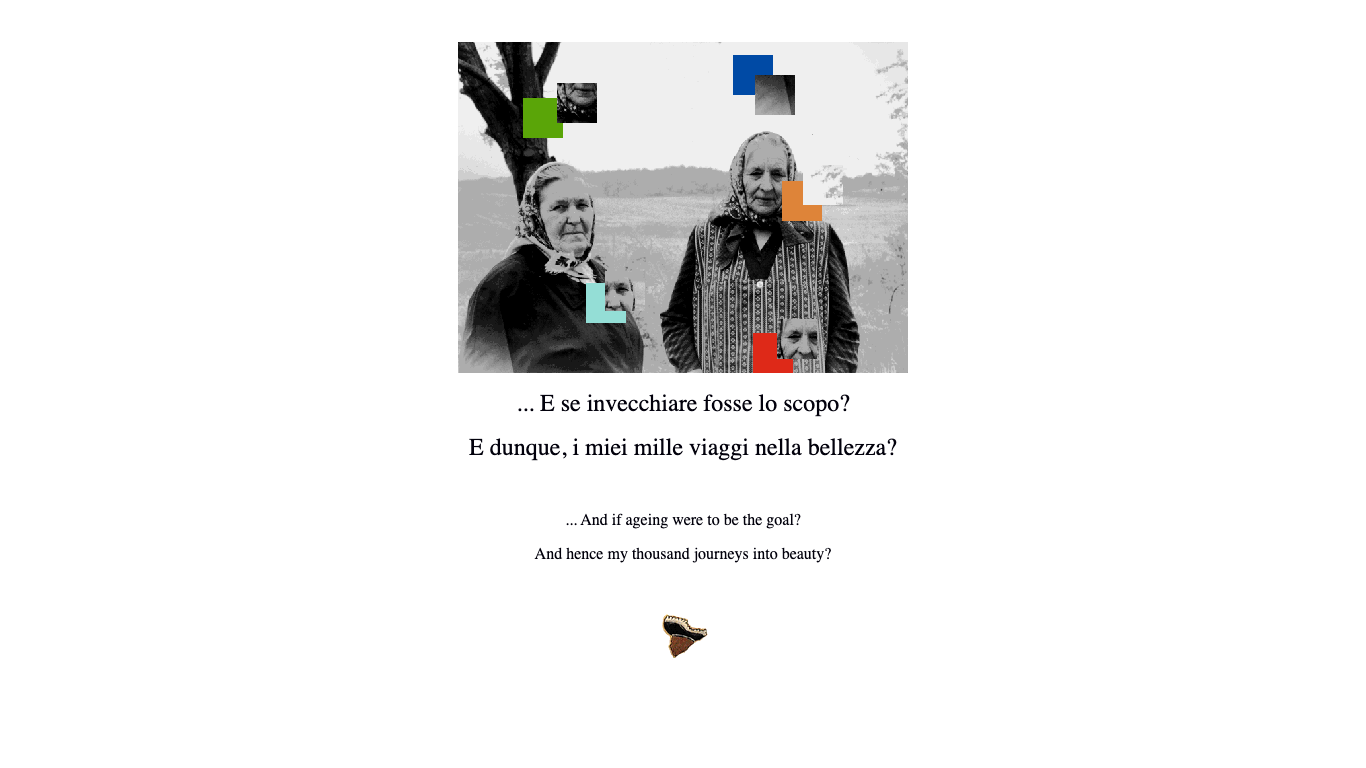 ... E se invecchiare fosse lo scopo?
E dunque, i miei mille viaggi nella bellezza?
... And if ageing were to be the goal?
And hence my thousand journeys into beauty?